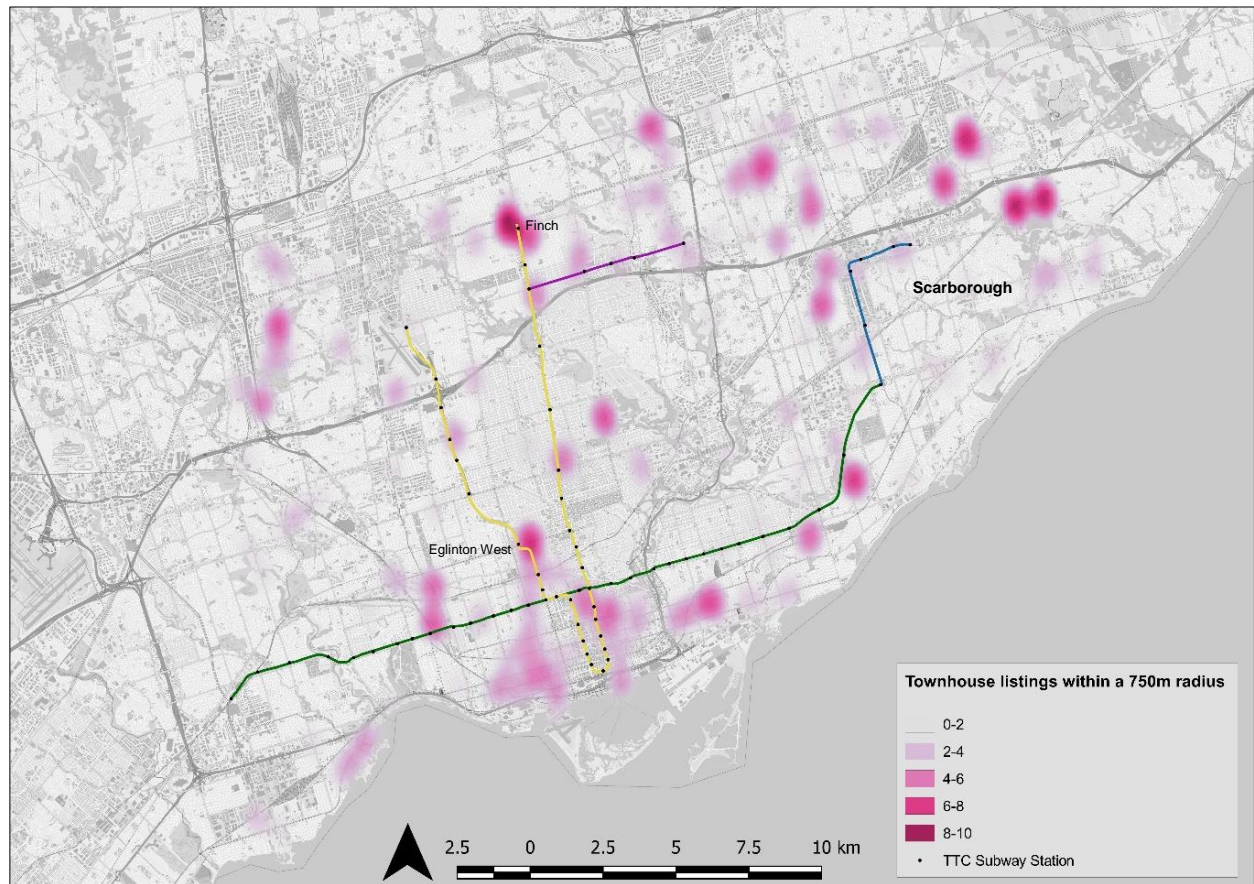 Finch
Scarborough
Eglinton West
Townhouse listings within a 750m radius
0-2
2-4
4-6
6-8
8-10
TTC Subway Station
2.5 0 2.5 5 7.5 10 km